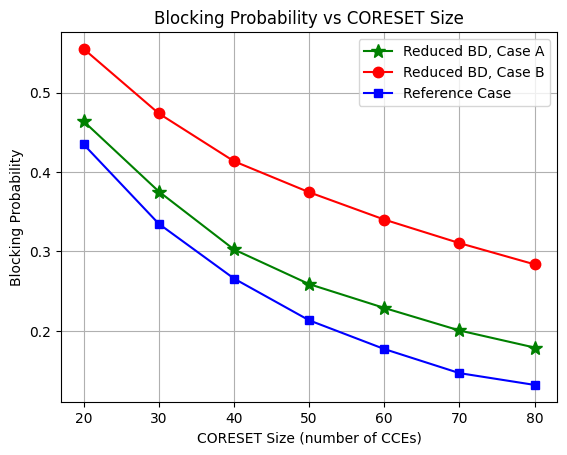 Blocking Probability vs CORESET Size
Reduced BD, Case A
Reduced BD, Case B
Reference Case
Blocking Probability
0.5
0.4
0.3
0.2
20 30 40 50 60 70 80
CORESET Size (number of CCEs)